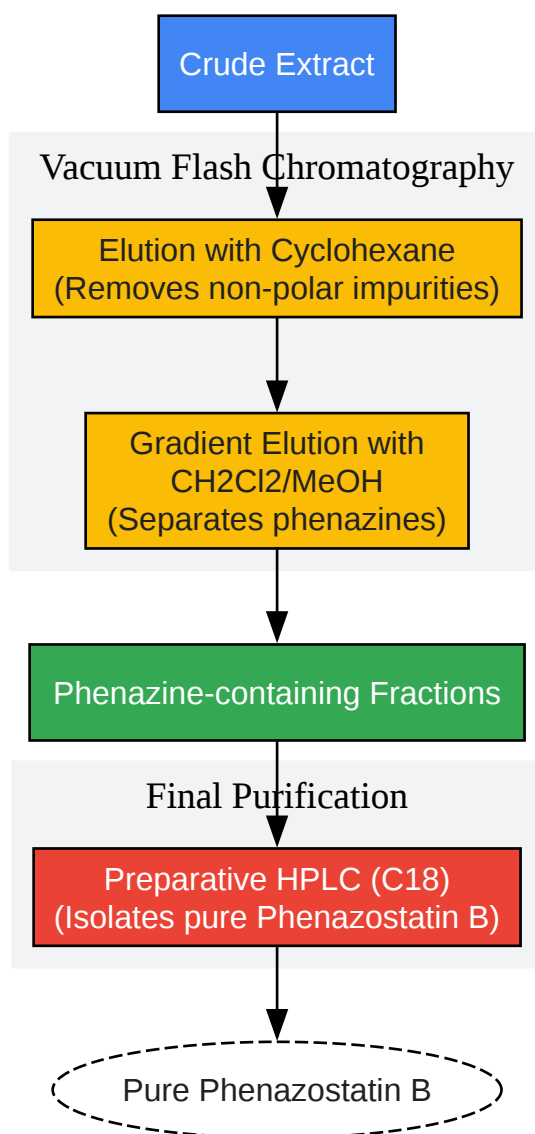 Crude Extract
Vacuum Flash Chromatography
Elution with Cyclohexane
(Removes non-polar impurities)
Gradient Elution with
CH2Cl2/MeOH
(Separates phenazines)
Phenazine-containing Fractions
Final Purification
Preparative HPLC (C18)
(Isolates pure Phenazostatin B)
Pure Phenazostatin B